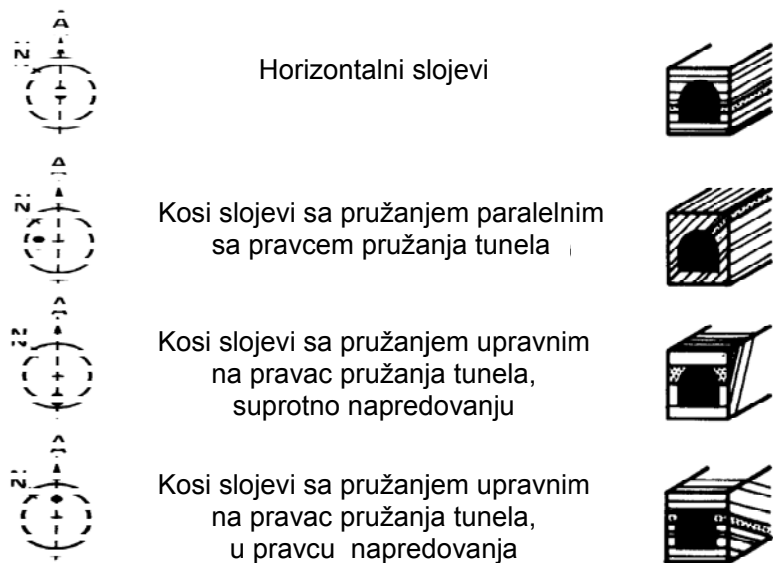 A
N
Horizontalni slojevi
A
N
Kosi slojevi sa pružanjem paralelnim
sa pravcem pružanja tunela
A
N
Kosi slojevi sa pružanjem upravnim
na pravac pružanja tunela,
suprotno napredovanju
A
N
Kosi slojevi sa pružanjem upravnim
na pravac pružanja tunela,
u pravcu napredovanja